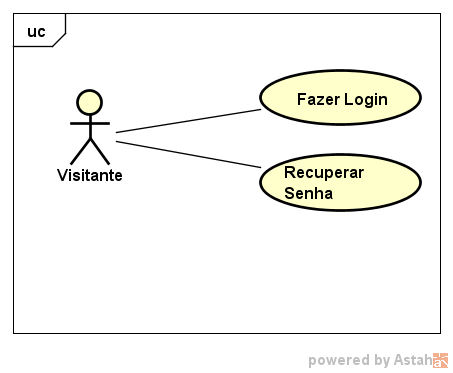 uc
Fazer Login
Visitante
Recuperar
Senha
powered by Astah